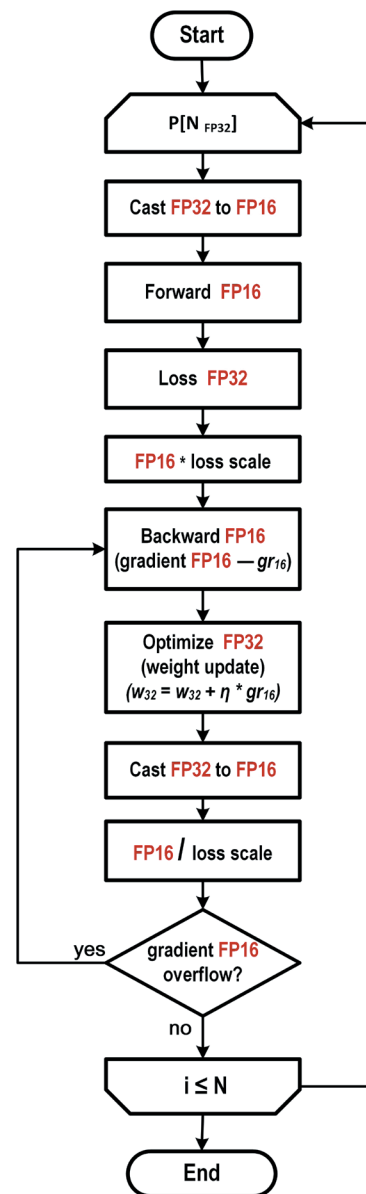 Start
P[N FP32]
Cast FP32 to FP16
Forward FP16
Loss FP32
FP16 * loss scale
Backward FP16
(gradient FP16 — gr16)
Optimize FP32
(weight update)
(w32 = w32 + η * gr16)
Cast FP32 to FP16
FP16 / loss scale
yes
gradient FP16
overflow?
no
i ≤ N
End